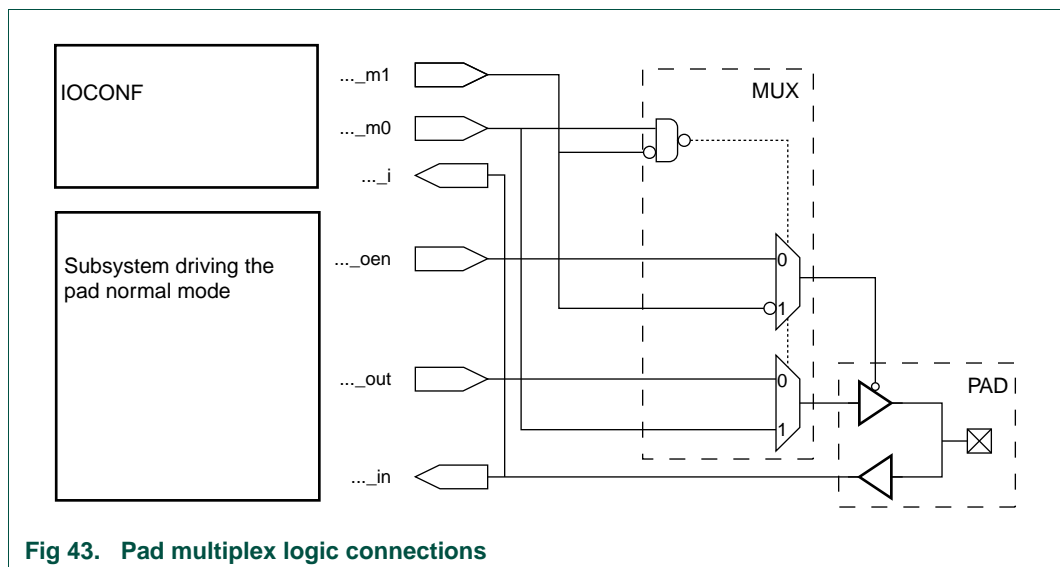 IOCONF
..._m1
..._m0
..._i
MUX
Subsystem driving the
pad normal mode
..._oen
0
1
..._out
0
1
..._in
PAD
Fig 43. Pad multiplex logic connections